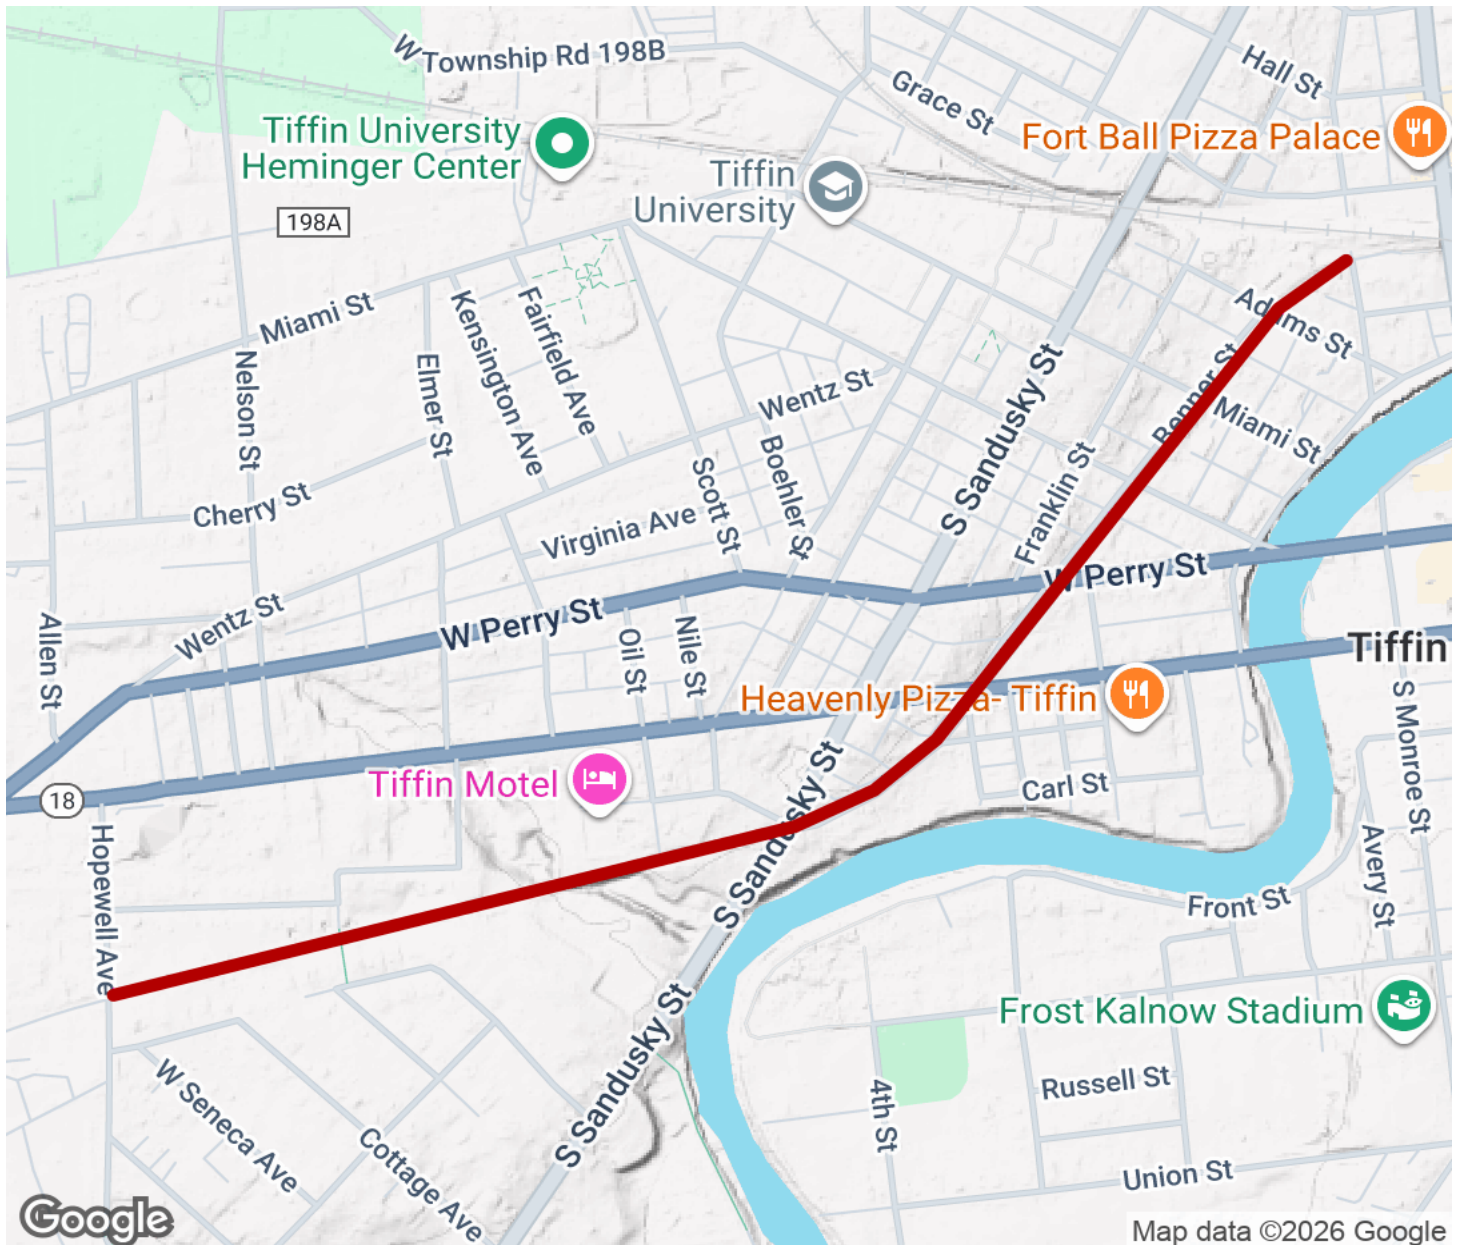 W Township Rd 198B
Hall St
Grace St
Tiffin University
Heminger Center
Fort Ball Pizza Palace
Tiffin
University
198A
Miami St
Kensington Ave
Fairfield Ave
Adams St
Nelson St
Elmer St
Wentz St
S Sandusky St
Benner St
Miami St
Boehler St
Scott St
Franklin St
Cherry St
Virginia Ave
W Perry St
Wentz St
W Perry St
Allen St
Oil St
Nile St
Tiffin
Heavenly Pizza- Tiffin
S Monroe St
Tiffin Motel
S Sandusky St
Carl St
18
Hopewell Ave
Avery St
Front St
Frost Kalnow Stadium
S Sandusky St
W Seneca Ave
Cottage Ave
4th St
Russell St
Union St
Google
Map data ©2026 Google